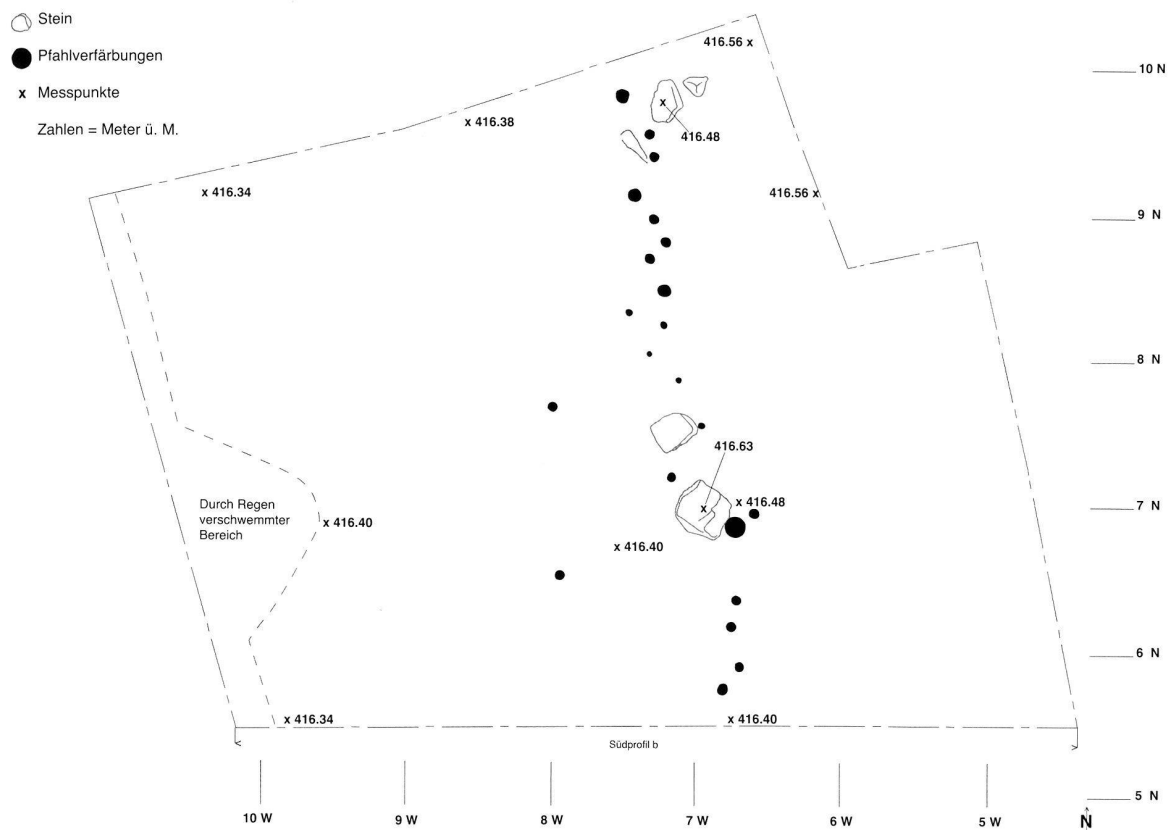 Stein
Pfahlverfärbungen
x Messpunkte
Zahlen = Meter ü. M.
416.56 x
10 N
x 416.38
416.48
x 416.34
416.56 x
9 N
8 N
416.63
Durch Regen
verschwemmter
Bereich
x 416.48
7 N
x 416.40
x 416.40
6 N
x 416.34
x 416.40
Südprofil b
5 N
10 W
9 W
8 W
7 W
6 W
5 W
N